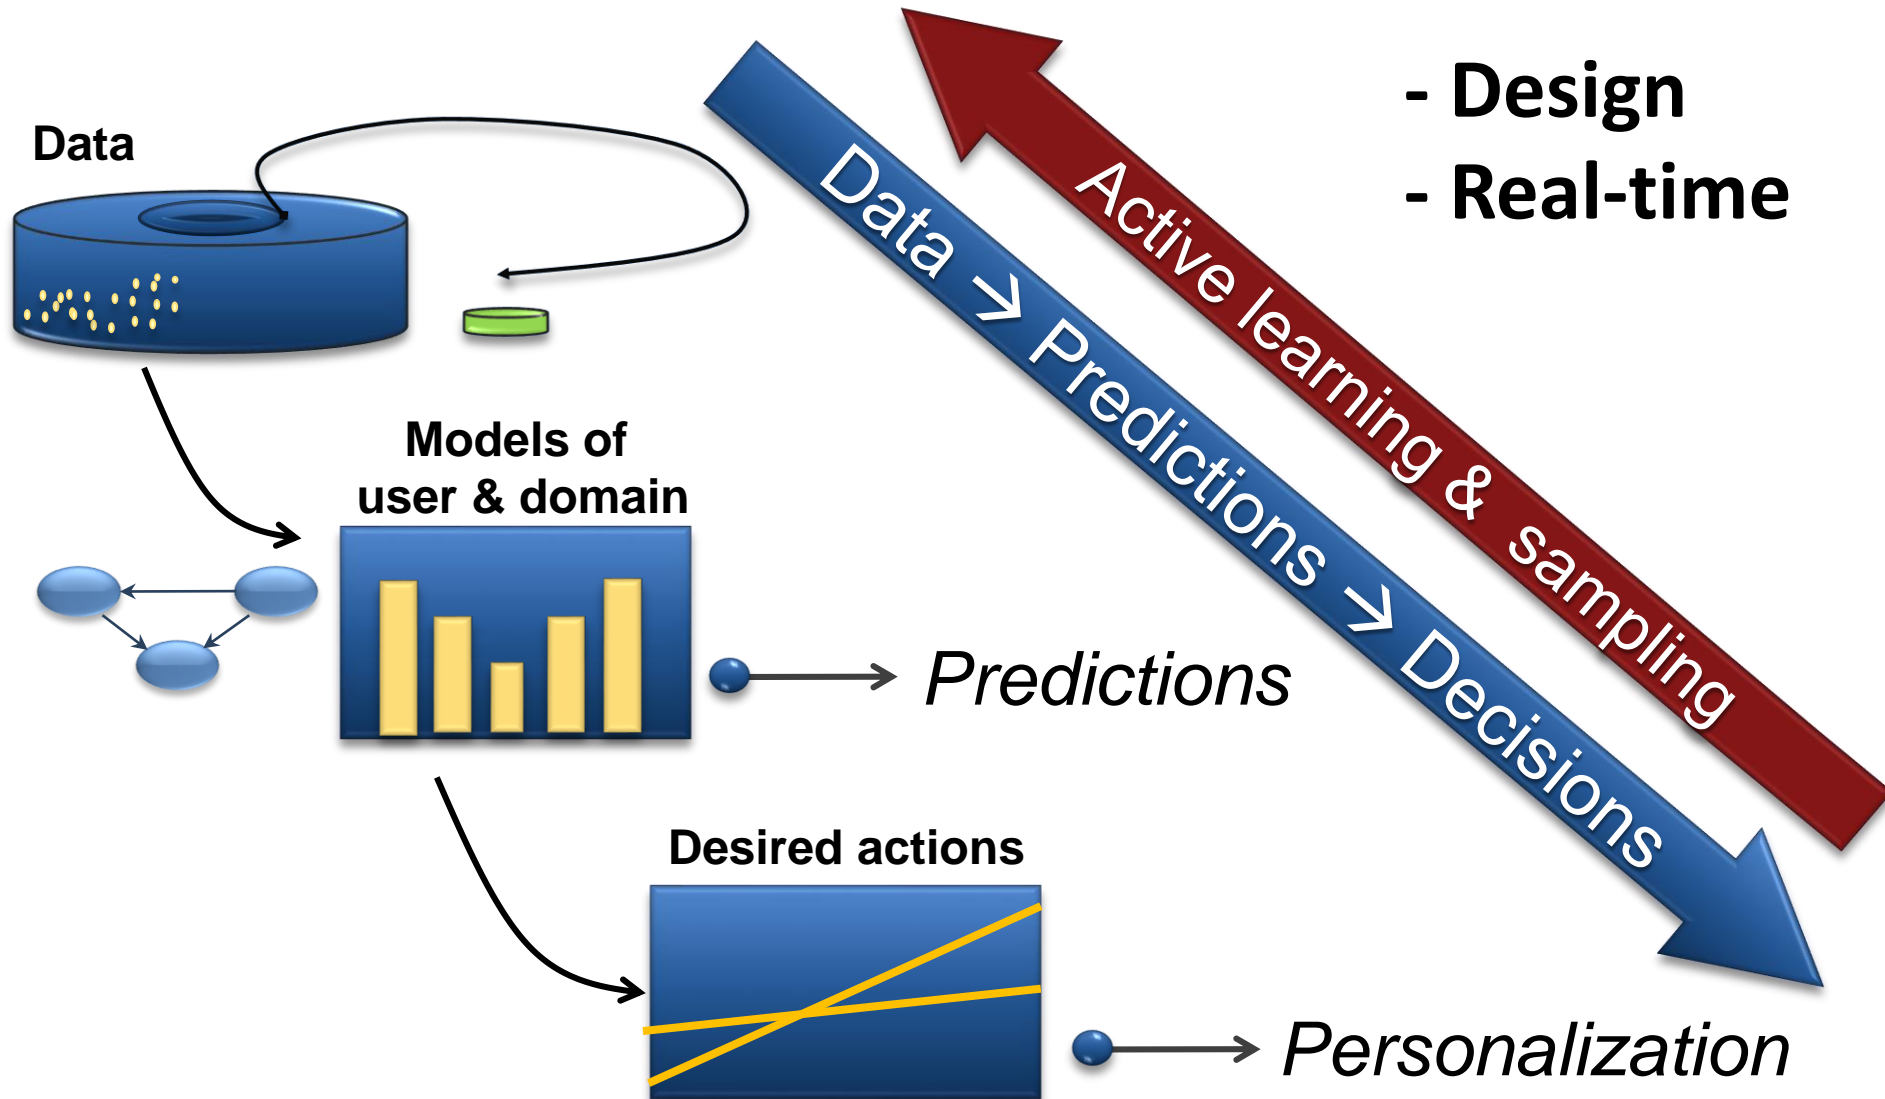 - Design
- Real-time
Data
Data → Predictions → Decisions
Active learning & sampling
Models of
user & domain
Predictions
Desired actions
Personalization